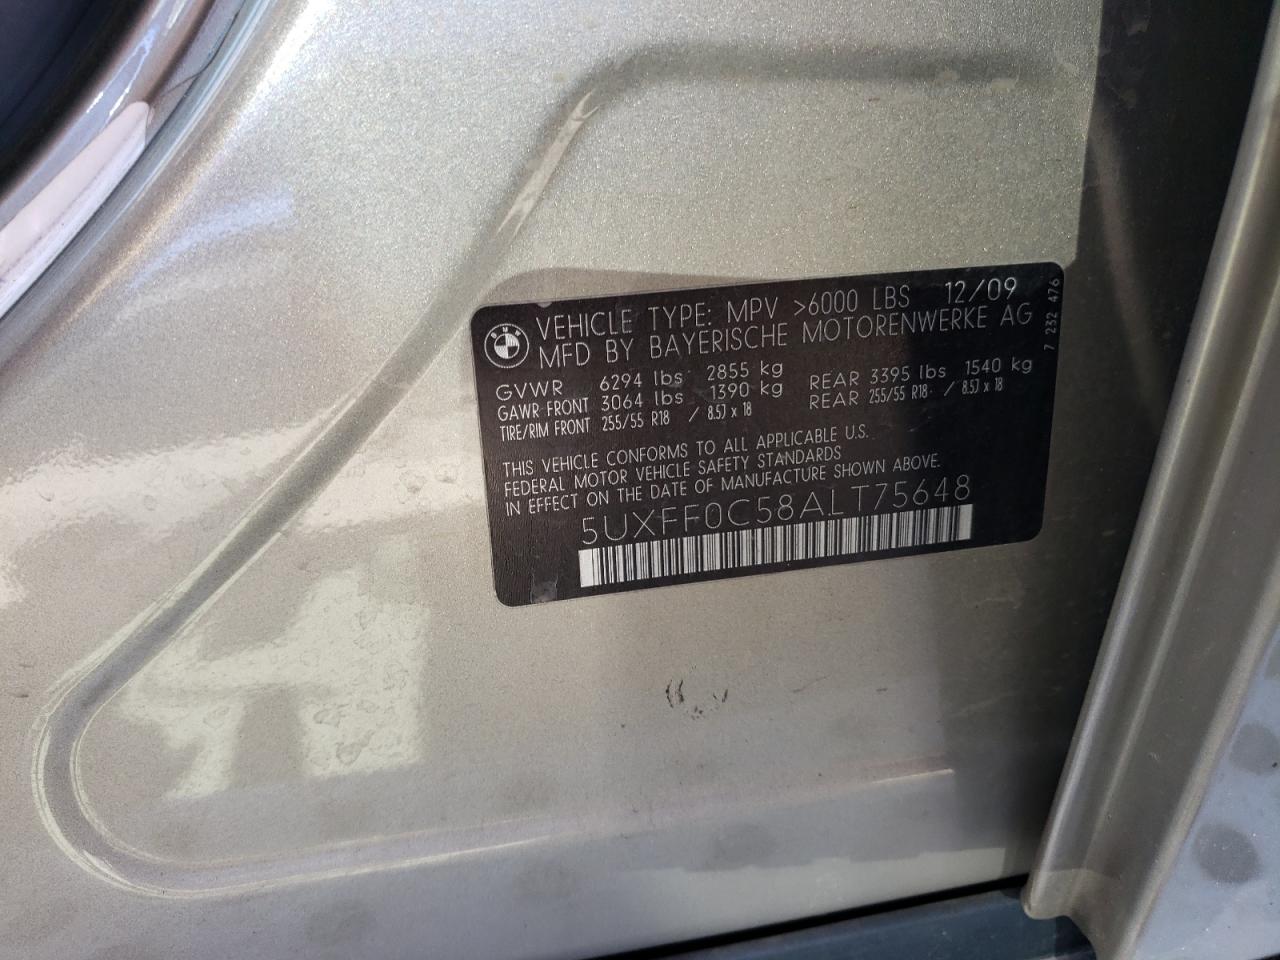 BMW
VEHICLE TYPE: MPV >6000 LBS 12/09
MFD BY BAYERISCHE MOTORENWERKE AG
GVWR 6294 lbs 2855 kg
GAWR FRONT 3064 lbs 1390 kg REAR 3395 lbs 1540 kg
TIRE/RIM FRONT 255/55 R18 / 8.5J x 18 REAR 255/55 R18 / 8.5J x 18
THIS VEHICLE CONFORMS TO ALL APPLICABLE U.S.
FEDERAL MOTOR VEHICLE SAFETY STANDARDS
IN EFFECT ON THE DATE OF MANUFACTURE SHOWN ABOVE.
5UXFF0C58ALT75648
7 232 476